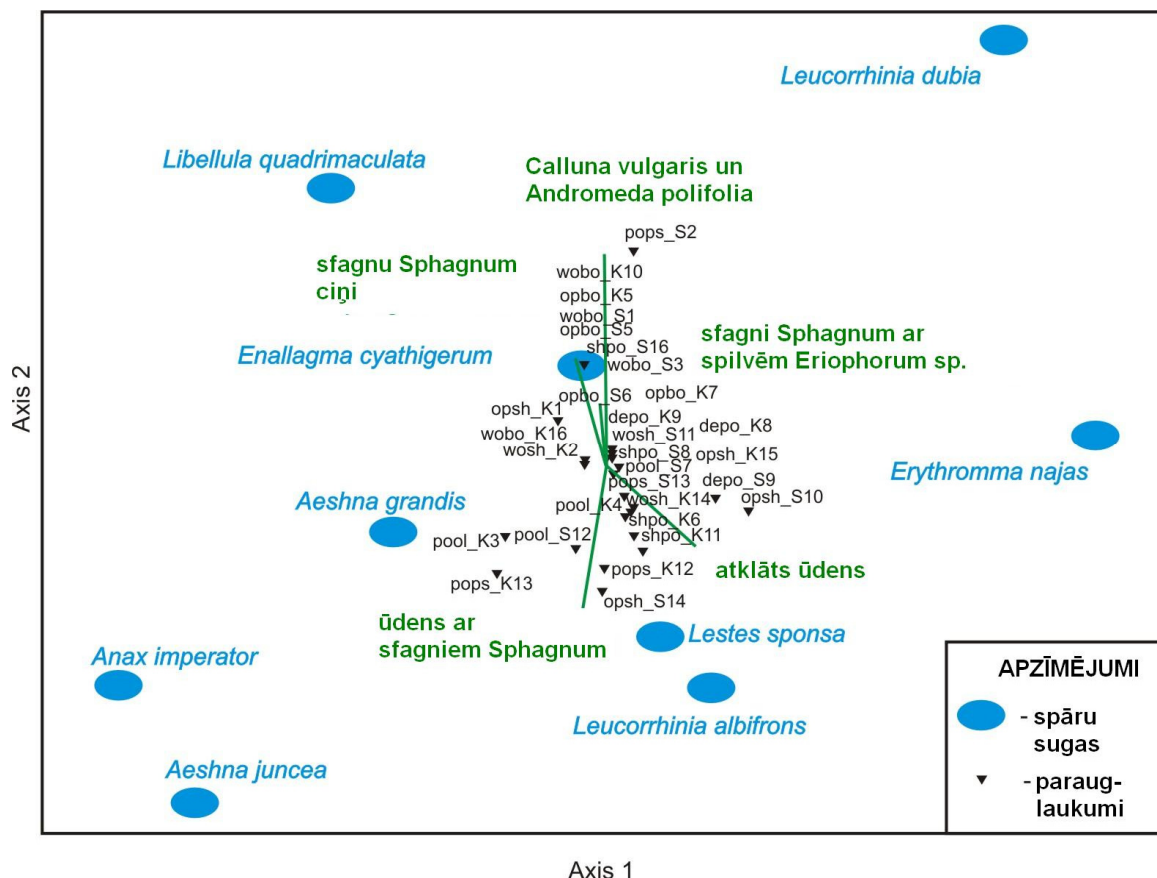 Leucorrhinia dubia
Libellula quadrimaculata
Calluna vulgaris un
Andromeda polifolia
pops_S2
sfagnu Sphagnum
ciņi
wobo_K10
opbo_K5
wobo_S1
opbo_S5
shpo_S16
sfagni Sphagnum ar
spilvēm Eriophorum sp.
Enallagma cyathigerum
wobo_S3
opbo_S6
opbo_K7
opsh_K1
depo_K9
depo_K8
wobo_K16
wosh_S11
wosh_K2
shpo_S8
opsh_K15
pool_S7
Erythromma najas
pops_S13
depo_S9
Aeshna grandis
pool_K4
wosh_K14
opsh_S10
shpo_K6
pool_K3
pool_S12
shpo_K11
pops_K13
pops_K12
atklāts ūdens
opsh_S14
ūdens ar
sfagniem Sphagnum
Lestes sponsa
Anax imperator
Leucorrhinia albifrons
Aeshna juncea
APZĪMĒJUMI
- spāru
sugas
- paraug-
laukumi
Axis 2
Axis 1